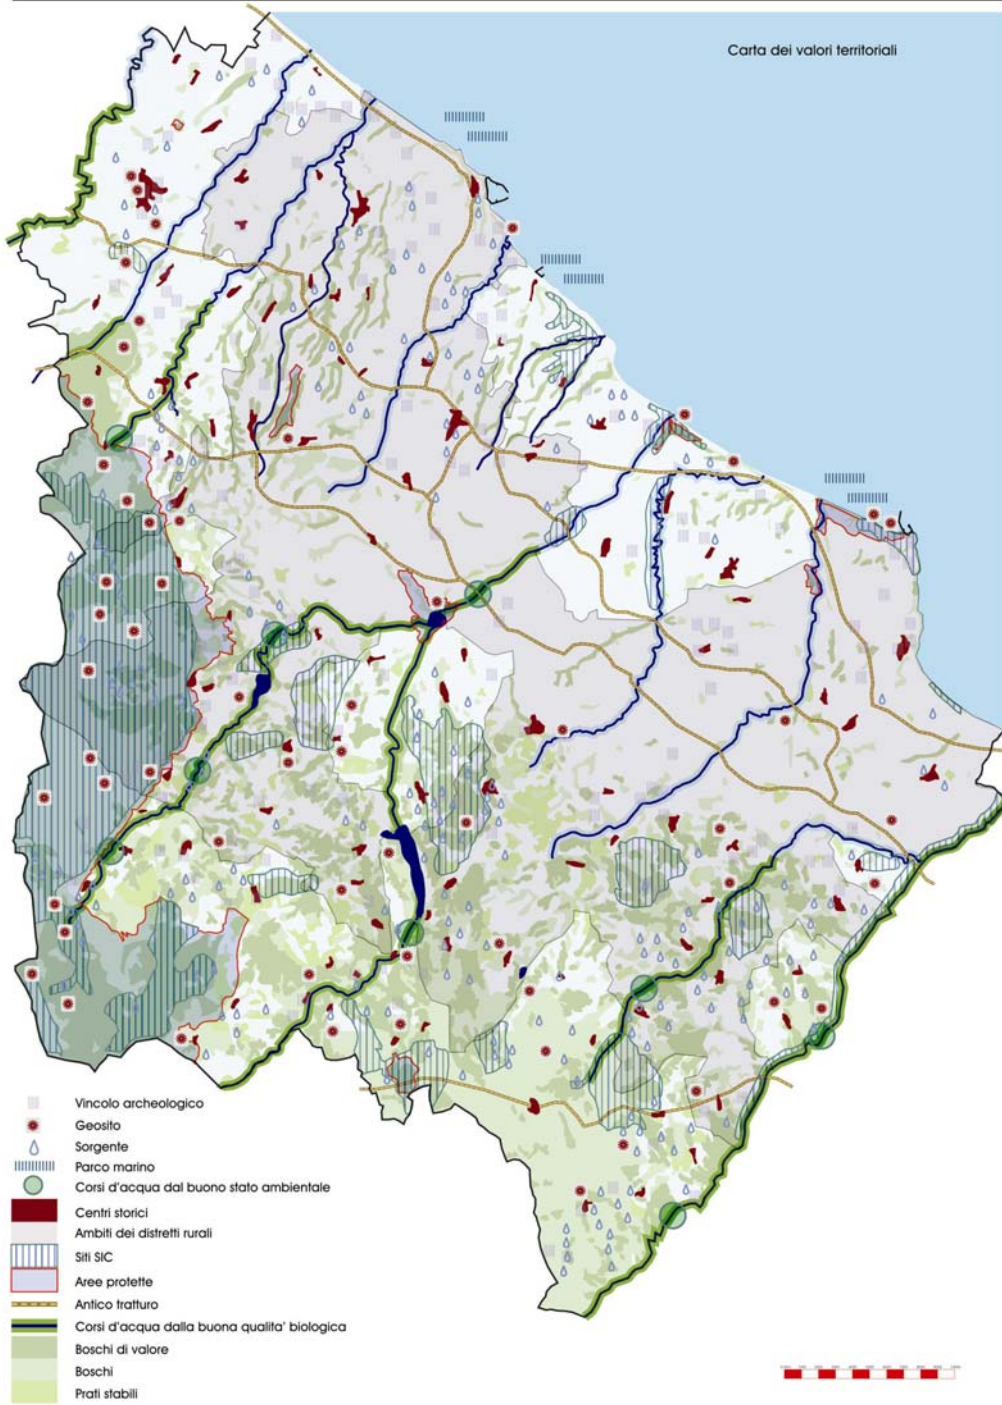 Carta dei valori territoriali
Vincolo archeologico
Geosito
Sorgente
Parco marino
Corsi d'acqua dal buono stato ambientale
Centri storici
Ambiti dei distretti rurali
Siti SIC
Aree protette
Antico tratturo
Corsi d'acqua dalla buona qualita' biologica
Boschi di valore
Boschi
Prati stabili